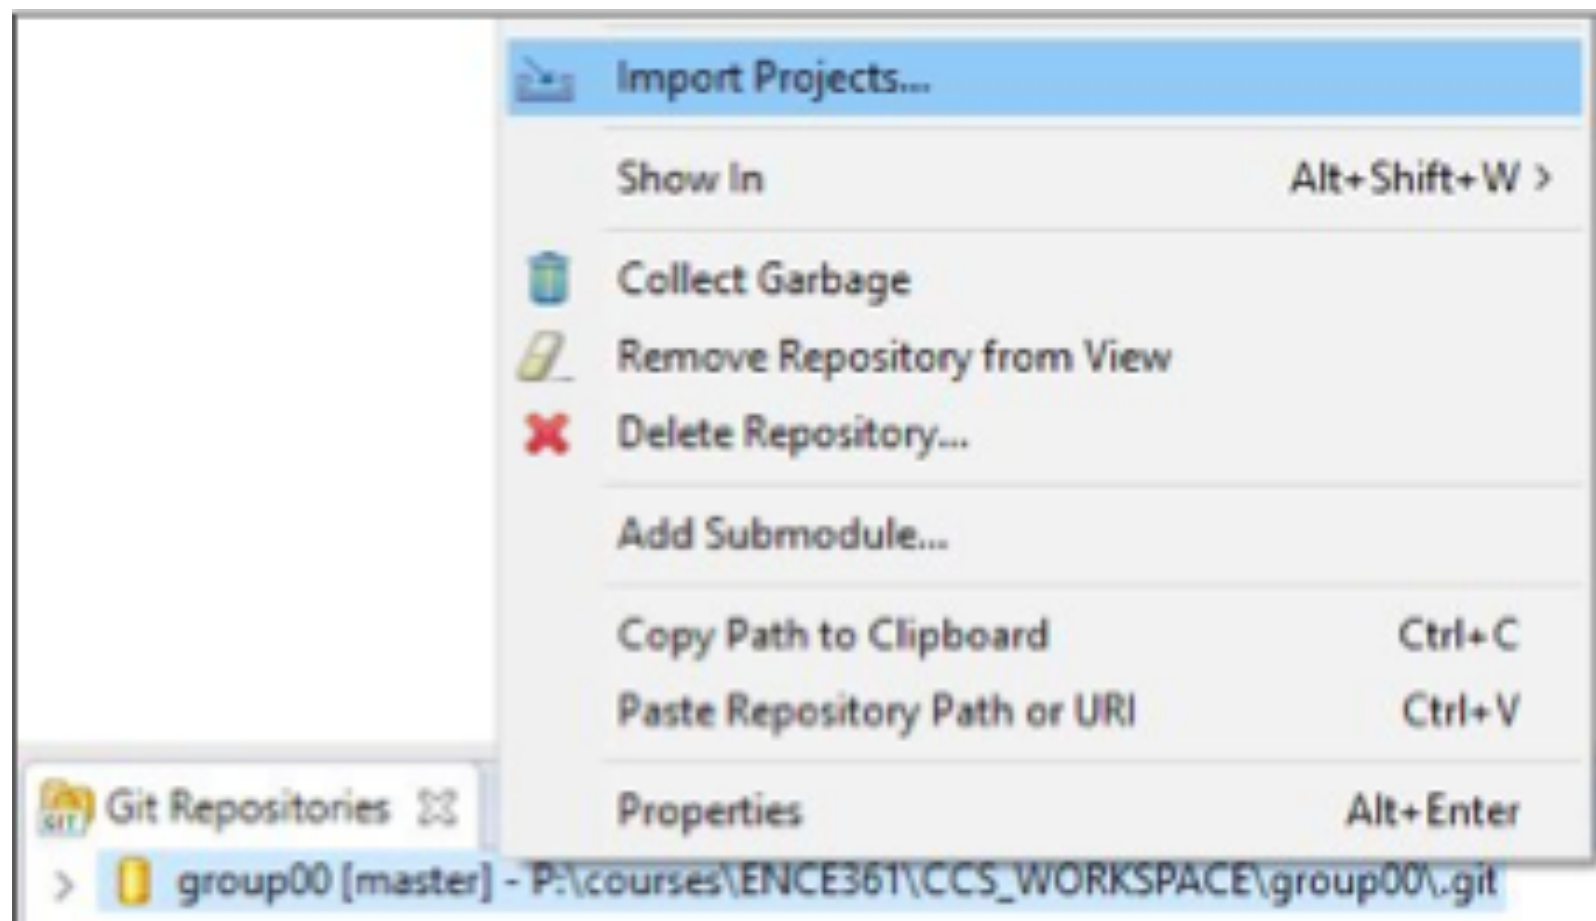 Import Projects...
Show In Alt+Shift+W >
Collect Garbage
Remove Repository from View
Delete Repository...
Add Submodule...
Copy Path to Clipboard Ctrl+C
Paste Repository Path or URI Ctrl+V
Properties Alt+Enter
GIT Git Repositories
> group00 [master] - P:\courses\ENCE361\CCS_WORKSPACE\group00\.git